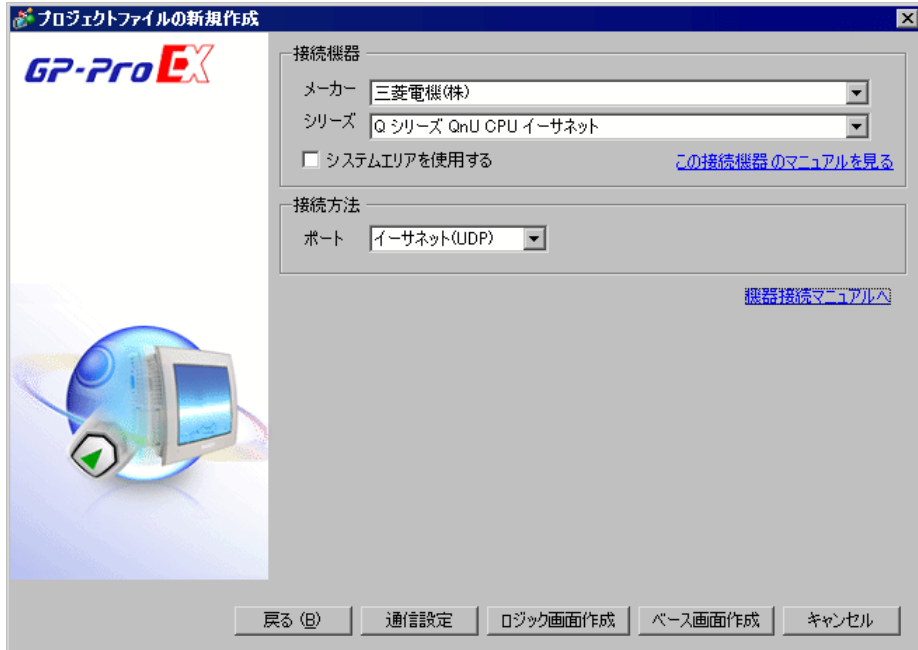 プロジェクトファイルの新規作成
GP-Pro EX
接続機器
メーカー 三菱電機(株)
シリーズ Q シリーズ QnU CPU イーサネット
システムエリアを使用する この接続機器のマニュアルを見る
接続方法
ポート イーサネット(UDP)
機器接続マニュアルへ
戻る (B) 通信設定 ロジック画面作成 ベース画面作成 キャンセル